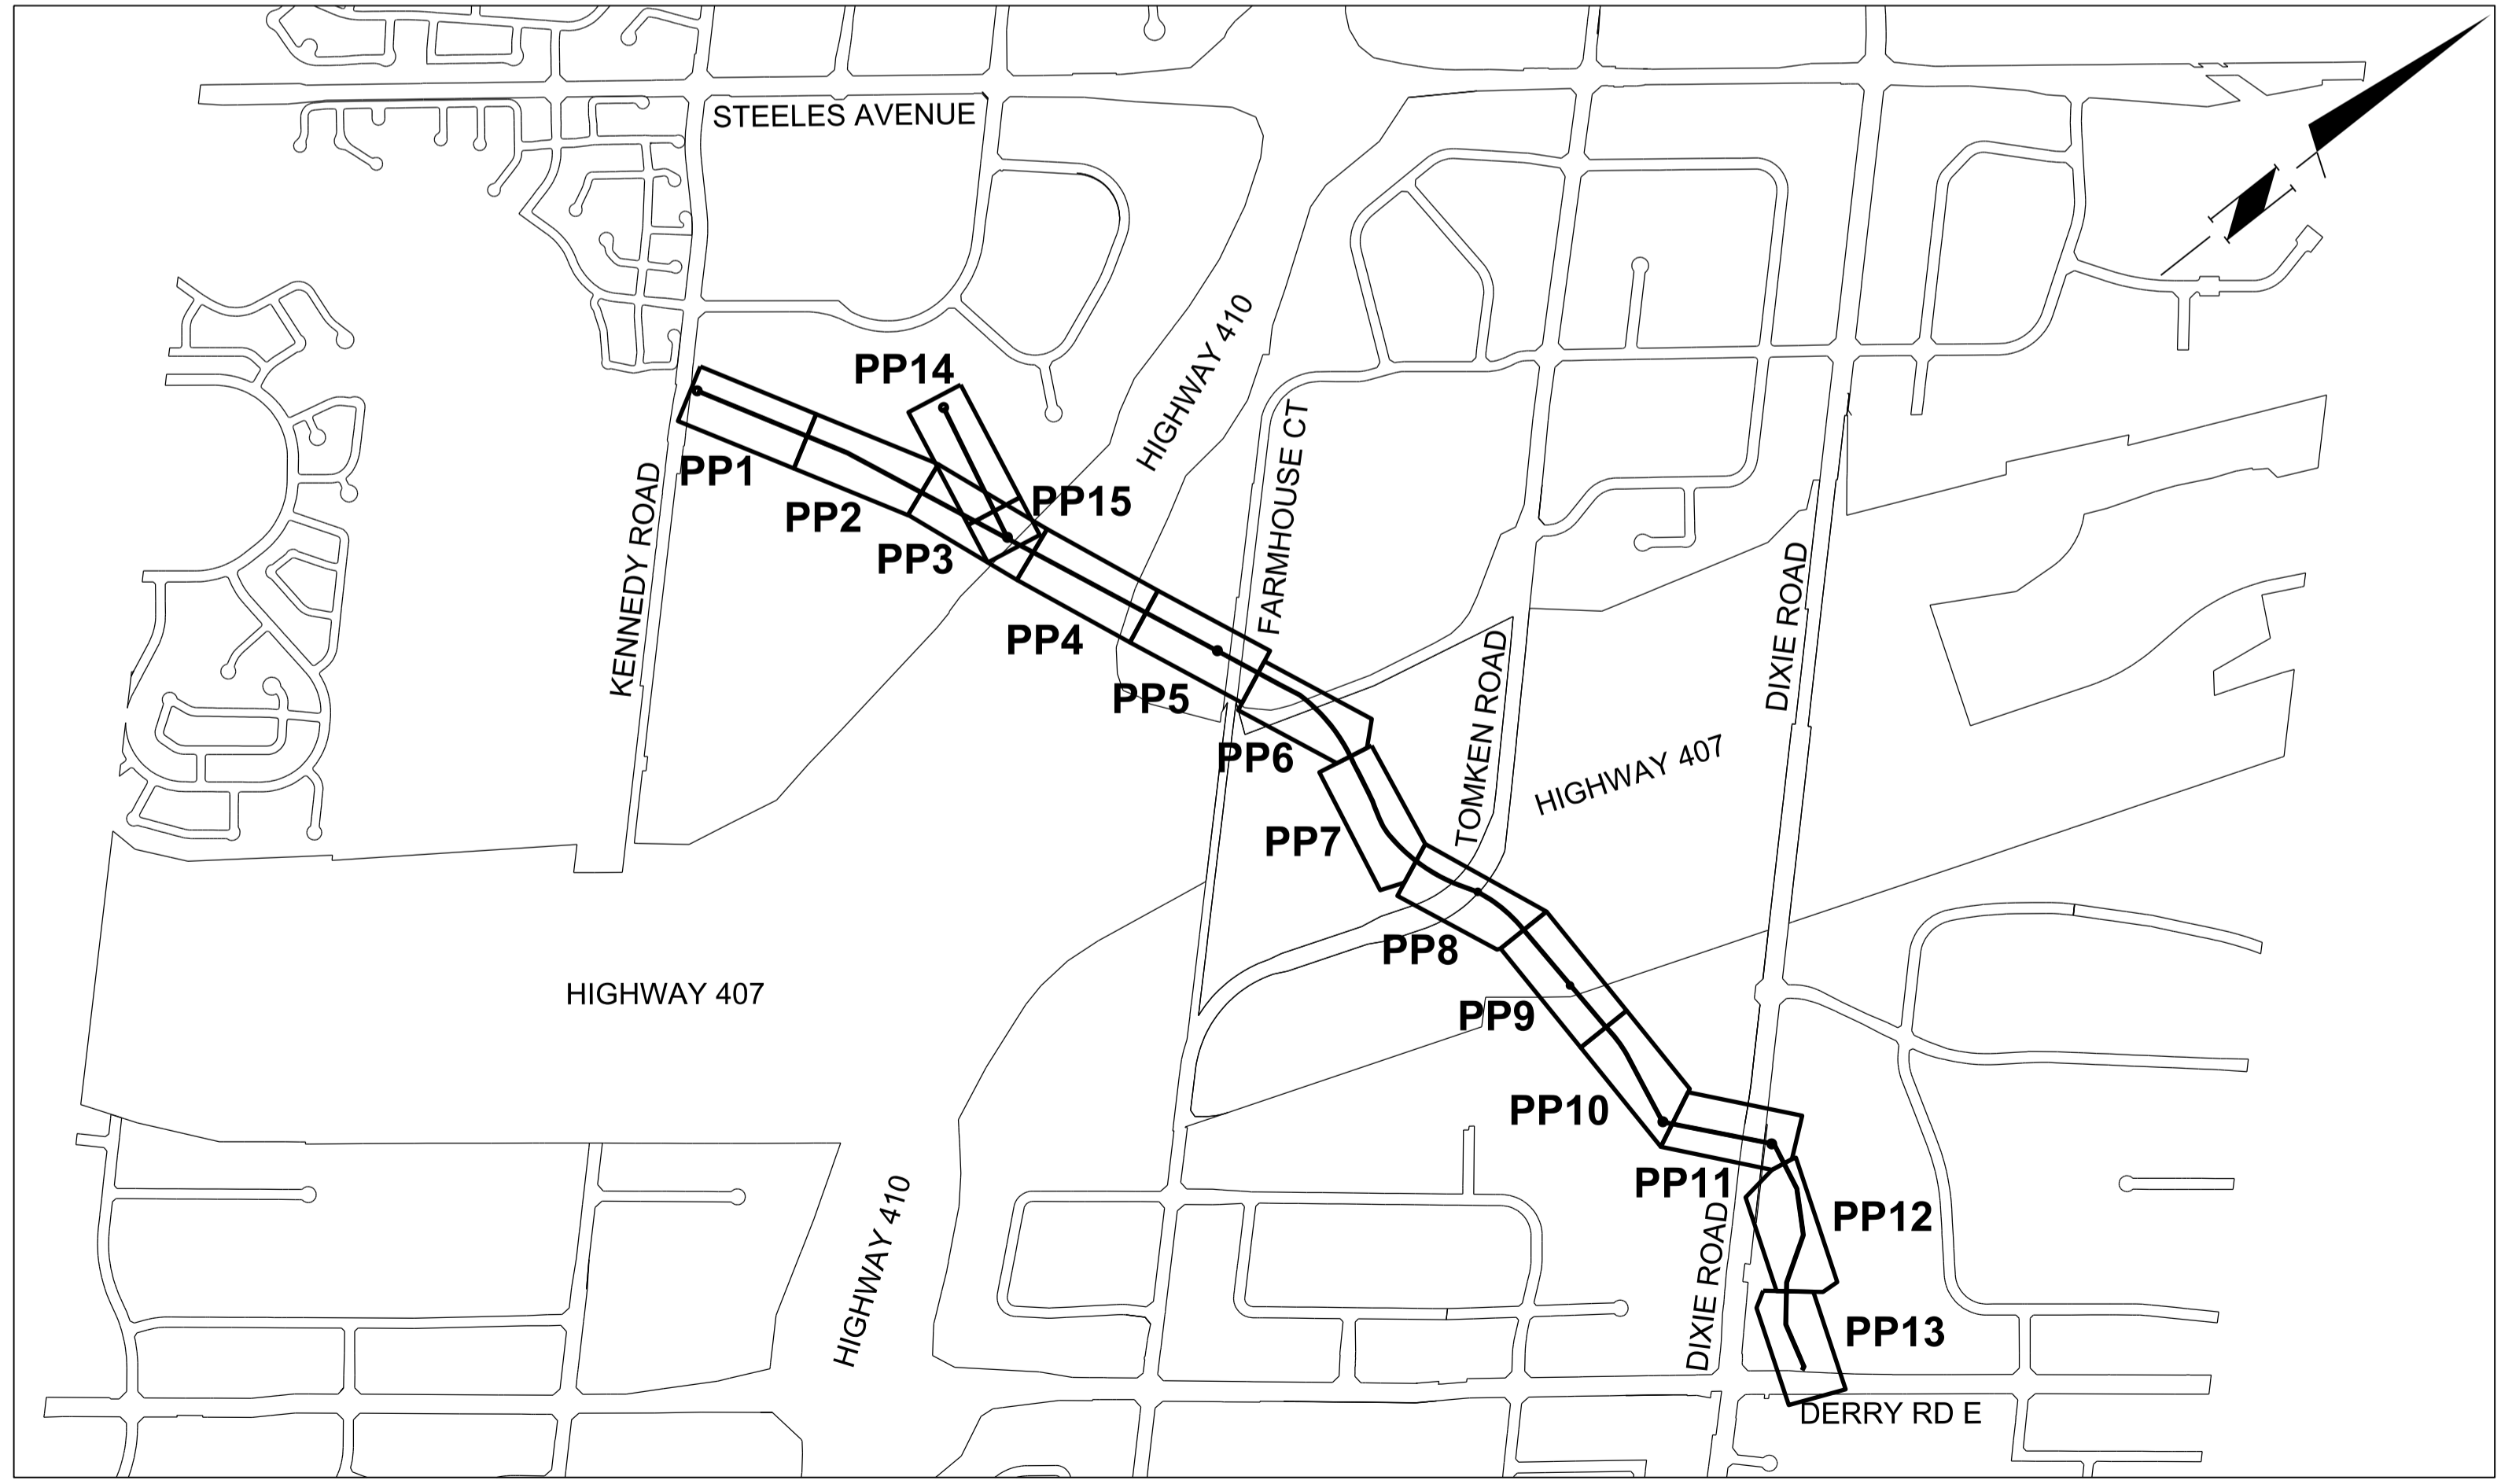 STEELES AVENUE
PP14
HIGHWAY 410
PP1
PP15
FARMHOUSE CT
KENNEDY ROAD
PP2
PP3
DIXIE ROAD
PP4
TOMKEN ROAD
PP5
PP6
HIGHWAY 407
PP7
PP8
HIGHWAY 407
PP9
PP10
PP11
HIGHWAY 410
PP12
DIXIE ROAD
PP13
DERRY RD E